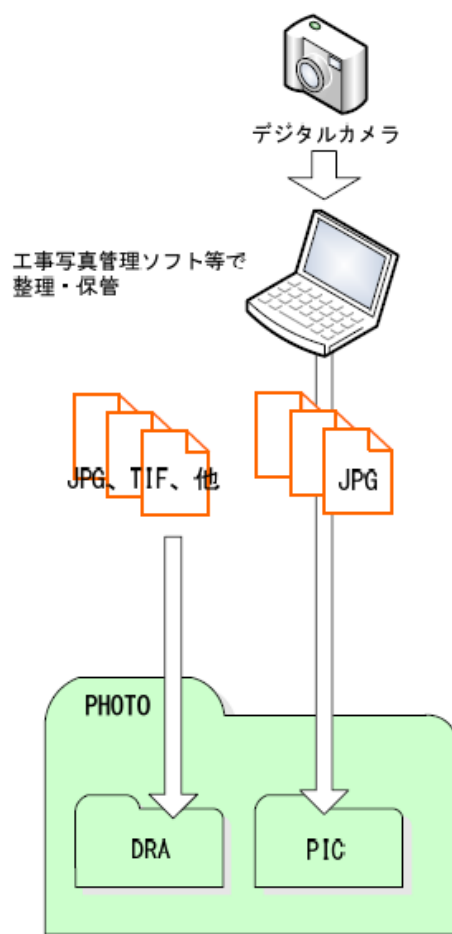 デジタルカメラ
工事写真管理ソフト等で
整理・保管
JPG、TIF、他
JPG
PHOTO
DRA
PIC